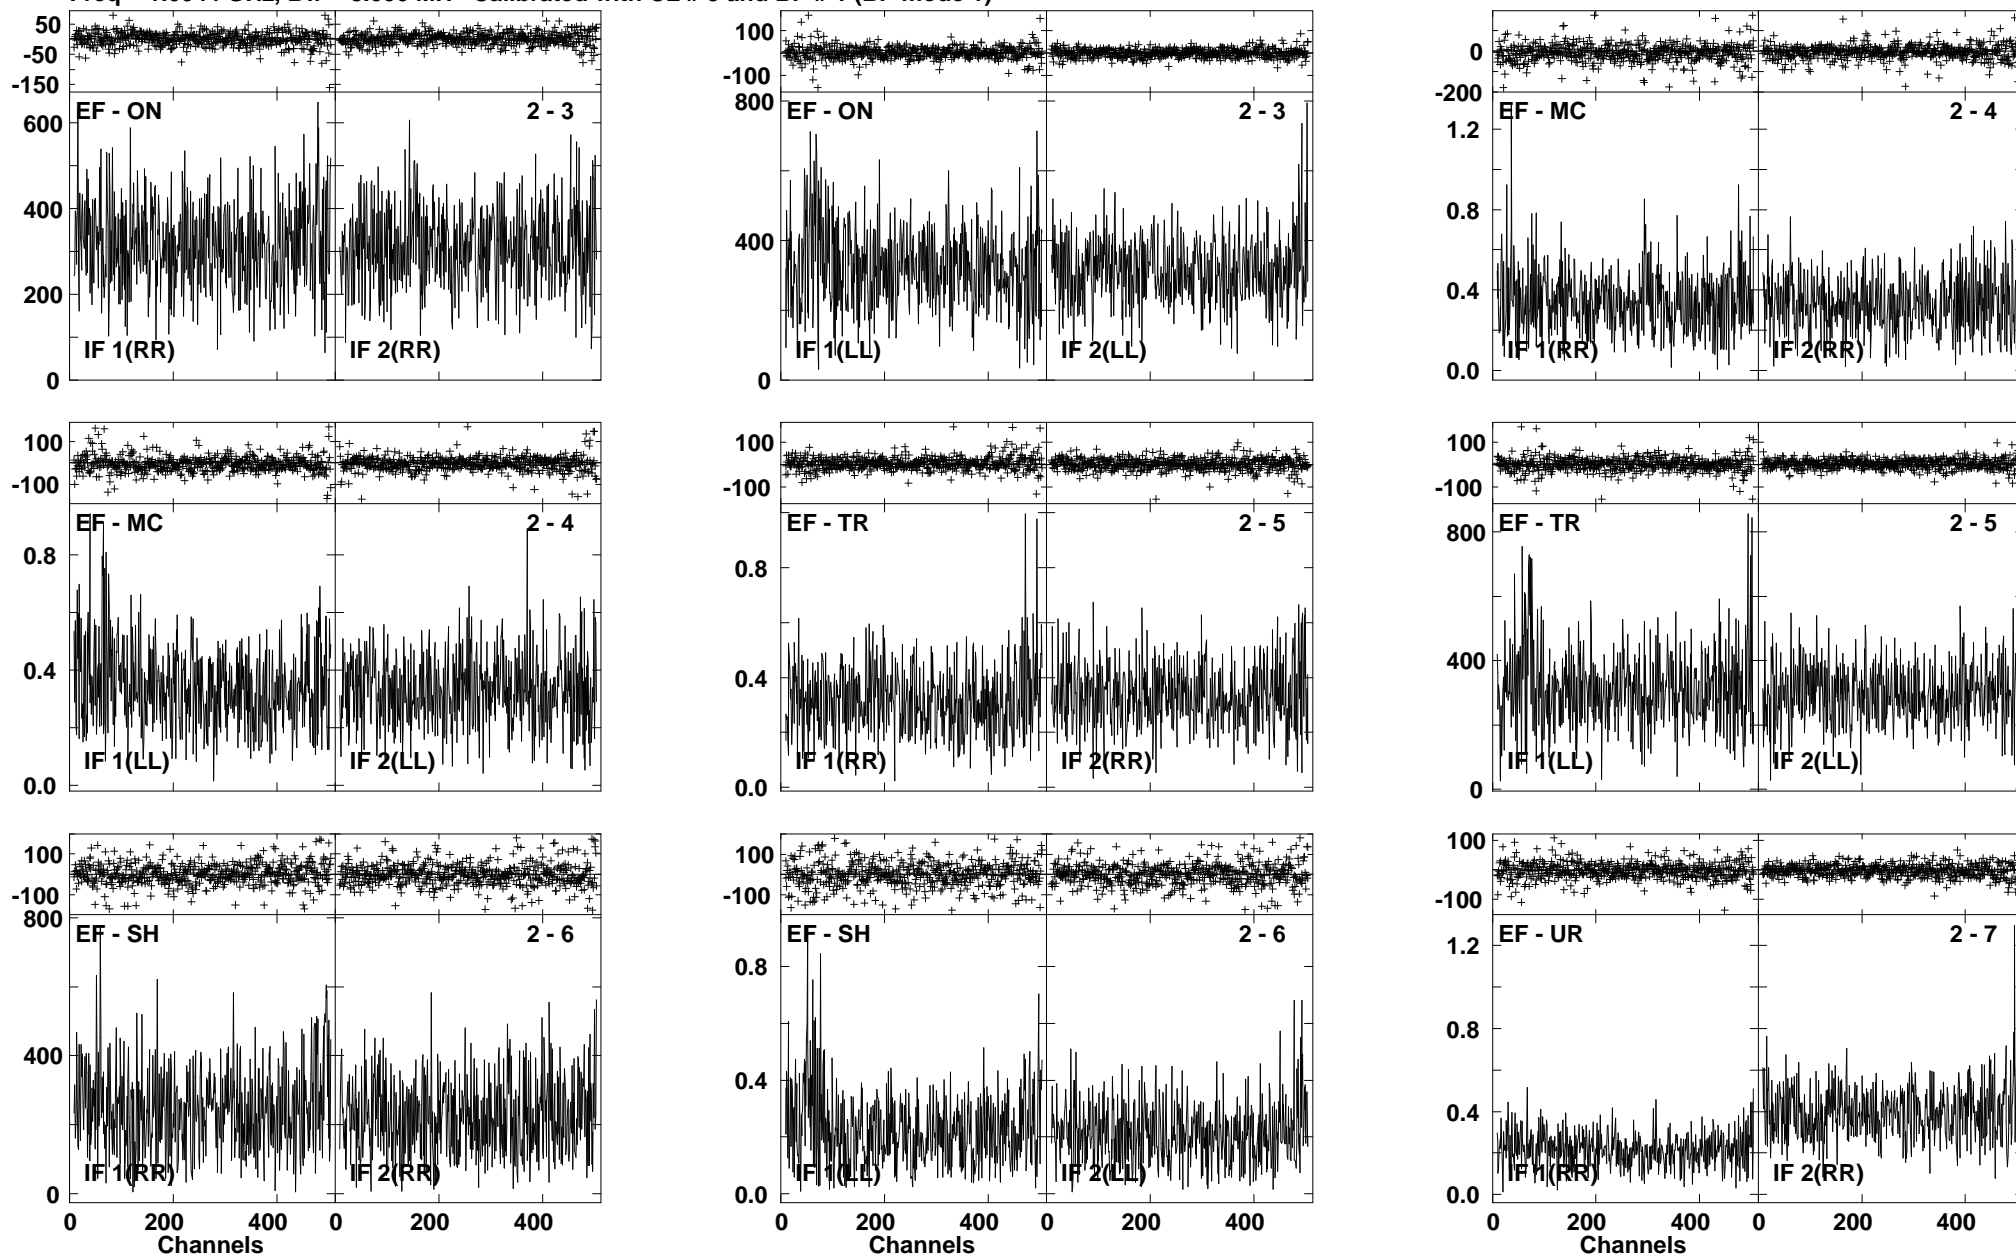 50
-50
-150
EF - ON
2 - 3
600
400
200
0
IF 1(RR)
IF 2(RR)
100
-100
800
EF - ON
2 - 3
400
0
IF 1(LL)
IF 2(LL)
0
-200
EF - MC
2 - 4
1.2
0.8
0.4
0.0
IF 1(RR)
IF 2(RR)
100
-100
EF - MC
2 - 4
0.8
0.4
0.0
IF 1(LL)
IF 2(LL)
100
-100
EF - TR
2 - 5
0.8
0.4
0.0
IF 1(RR)
IF 2(RR)
100
-100
EF - TR
2 - 5
800
400
0
IF 1(LL)
IF 2(LL)
100
-100
800
EF - SH
2 - 6
400
0
IF 1(RR)
IF 2(RR)
0 200 400 0 200 400
Channels
100
-100
EF - SH
2 - 6
0.8
0.4
0.0
IF 1(LL)
IF 2(LL)
0 200 400 0 200 400
Channels
100
-100
EF - UR
2 - 7
1.2
0.8
0.4
0.0
IF 1(RR)
IF 2(RR)
0 200 400 0 200 400
Channels